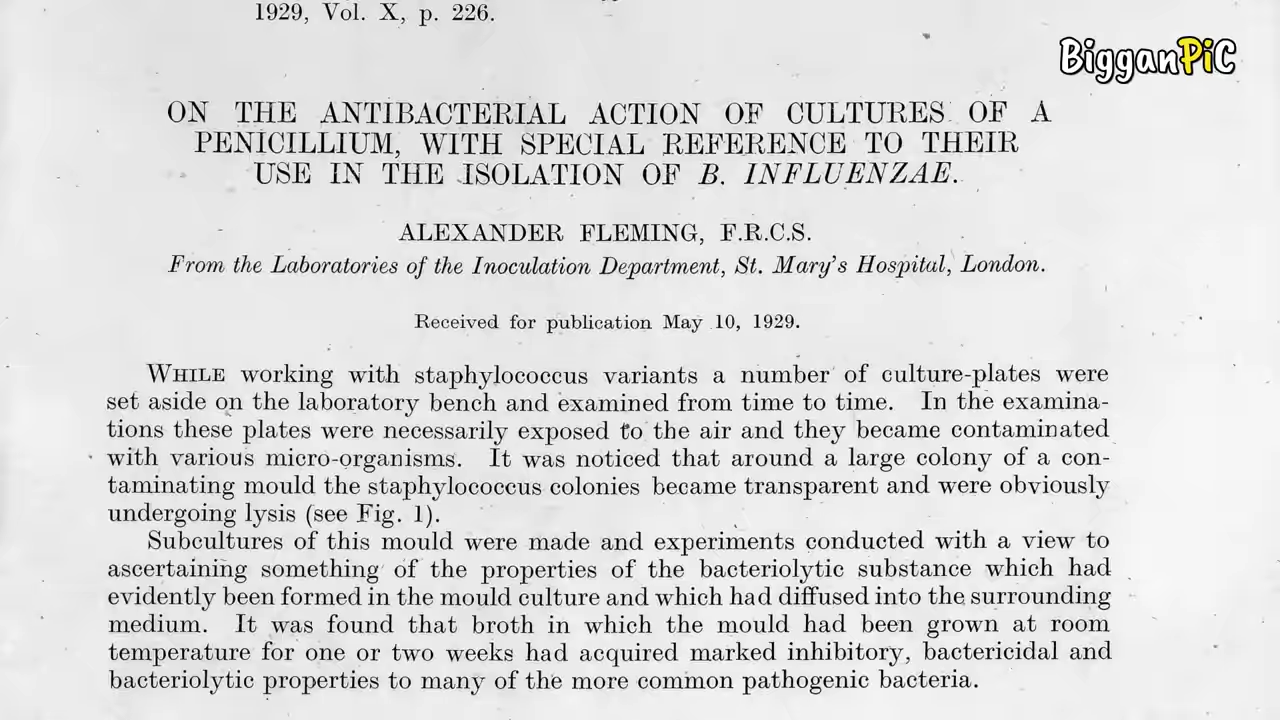 1929, Vol. X, p. 226.
BigganPiC
ON THE ANTIBACTERIAL ACTION OF CULTURES OF A
PENICILLIUM, WITH SPECIAL REFERENCE TO THEIR
USE IN THE ISOLATION OF B. INFLUENZAE.
ALEXANDER FLEMING, F.R.C.S.
From the Laboratories of the Inoculation Department, St. Mary's Hospital, London.
Received for publication May 10, 1929.
WHILE working with staphylococcus variants a number of culture-plates were
set aside on the laboratory bench and examined from time to time. In the examina-
tions these plates were necessarily exposed to the air and they became contaminated
with various micro-organisms. It was noticed that around a large colony of a con-
taminating mould the staphylococcus colonies became transparent and were obviously
undergoing lysis (see Fig. 1).
Subcultures of this mould were made and experiments conducted with a view to
ascertaining something of the properties of the bacteriolytic substance which had
evidently been formed in the mould culture and which had diffused into the surrounding
medium. It was found that broth in which the mould had been grown at room
temperature for one or two weeks had acquired marked inhibitory, bactericidal and
bacteriolytic properties to many of the more common pathogenic bacteria.